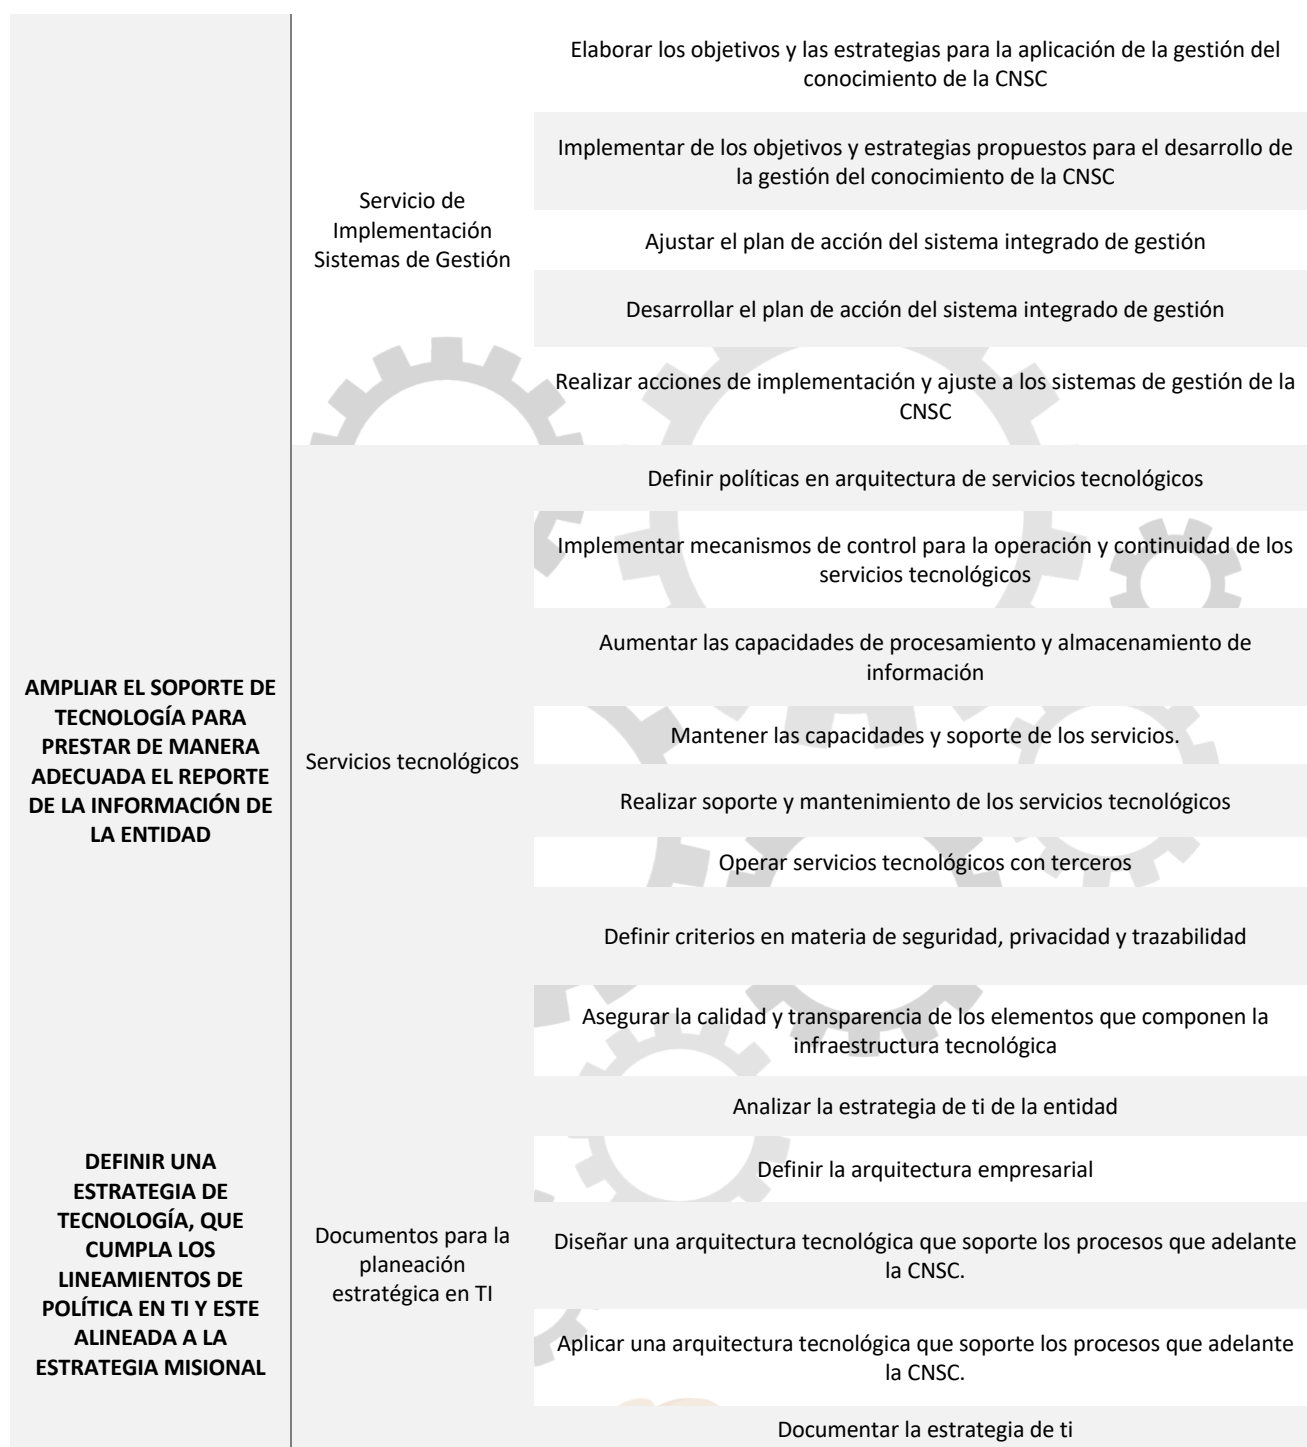 Elaborar los objetivos y las estrategias para la aplicación de la gestión del
conocimiento de la CNSC
Implementar de los objetivos y estrategias propuestos para el desarrollo de
la gestión del conocimiento de la CNSC
Servicio de
Implementación
Sistemas de Gestión
Ajustar el plan de acción del sistema integrado de gestión
Desarrollar el plan de acción del sistema integrado de gestión
Realizar acciones de implementación y ajuste a los sistemas de gestión de la
CNSC
AMPLIAR EL SOPORTE DE
TECNOLOGÍA PARA
PRESTAR DE MANERA
ADECUADA EL REPORTE
DE LA INFORMACIÓN DE
LA ENTIDAD
Servicios tecnológicos
Definir políticas en arquitectura de servicios tecnológicos
Implementar mecanismos de control para la operación y continuidad de los
servicios tecnológicos
Aumentar las capacidades de procesamiento y almacenamiento de
información
Mantener las capacidades y soporte de los servicios.
Realizar soporte y mantenimiento de los servicios tecnológicos
Operar servicios tecnológicos con terceros
Definir criterios en materia de seguridad, privacidad y trazabilidad
Asegurar la calidad y transparencia de los elementos que componen la
infraestructura tecnológica
DEFINIR UNA
ESTRATEGIA DE
TECNOLOGÍA, QUE
CUMPLA LOS
LINEAMIENTOS DE
POLÍTICA EN TI Y ESTE
ALINEADA A LA
ESTRATEGIA MISIONAL
Documentos para la
planeación
estratégica en TI
Analizar la estrategia de ti de la entidad
Definir la arquitectura empresarial
Diseñar una arquitectura tecnológica que soporte los procesos que adelante
la CNSC.
Aplicar una arquitectura tecnológica que soporte los procesos que adelante
la CNSC.
Documentar la estrategia de ti